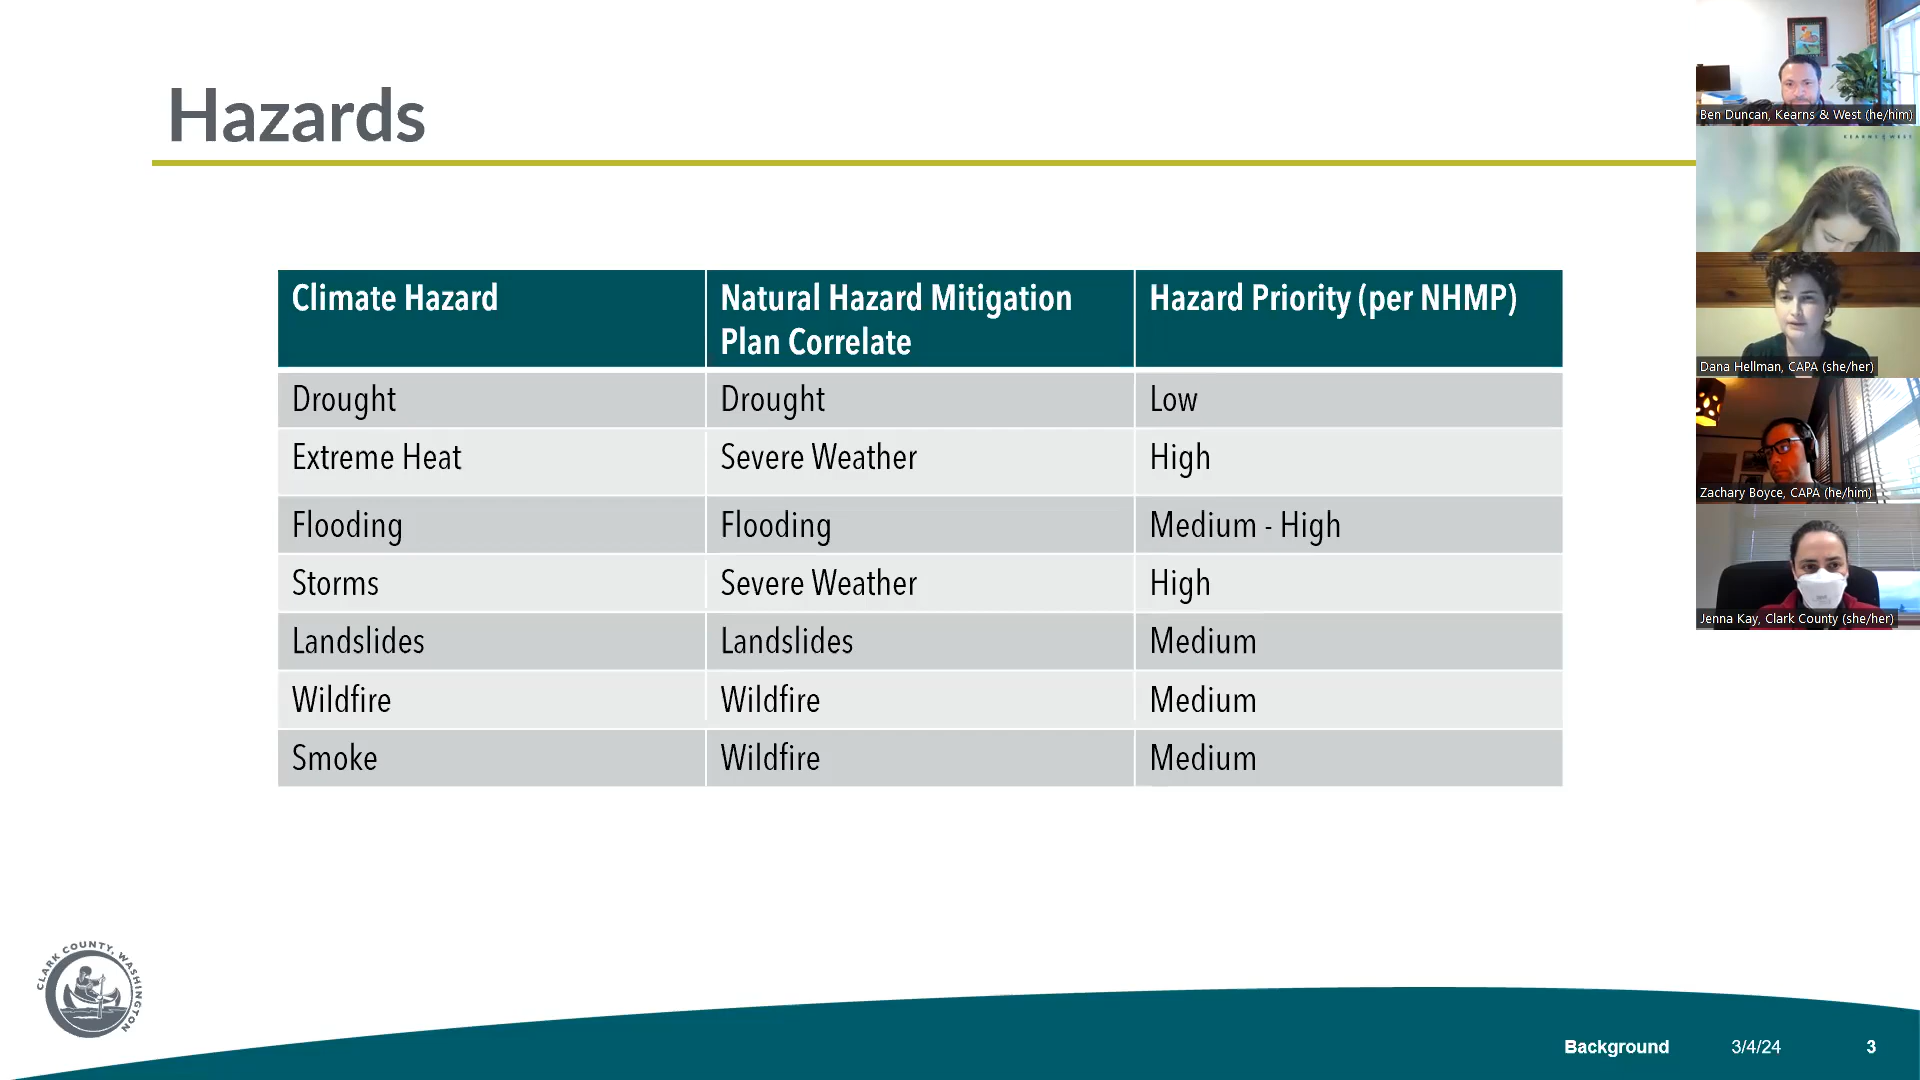 Hazards
Climate Hazard
Natural Hazard Mitigation
Plan Correlate
Hazard Priority (per NHMP)
Drought
Drought
Low
Extreme Heat
Severe Weather
High
Flooding
Flooding
Medium - High
Storms
Severe Weather
High
Landslides
Landslides
Medium
Wildfire
Wildfire
Medium
Smoke
Wildfire
Medium
CLARK COUNTY, WASHINGTON
Background
3/4/24
3
Ben Duncan, Kearns & West (he/him)
KEARNS WEST
Dana Hellman, CAPA (she/her)
Zachary Boyce, CAPA (he/him)
Jenna Kay, Clark County (she/her)